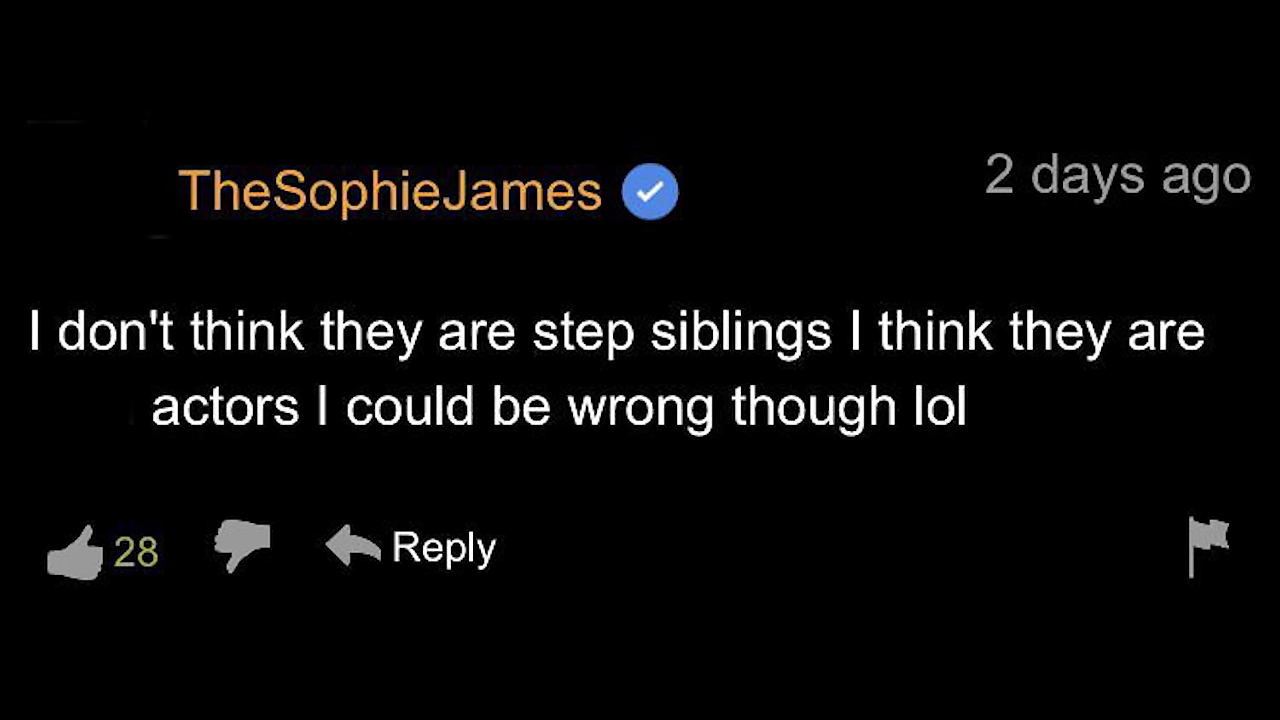 TheSophieJames
2 days ago
I don't think they are step siblings I think they are
actors I could be wrong though lol
28
Reply